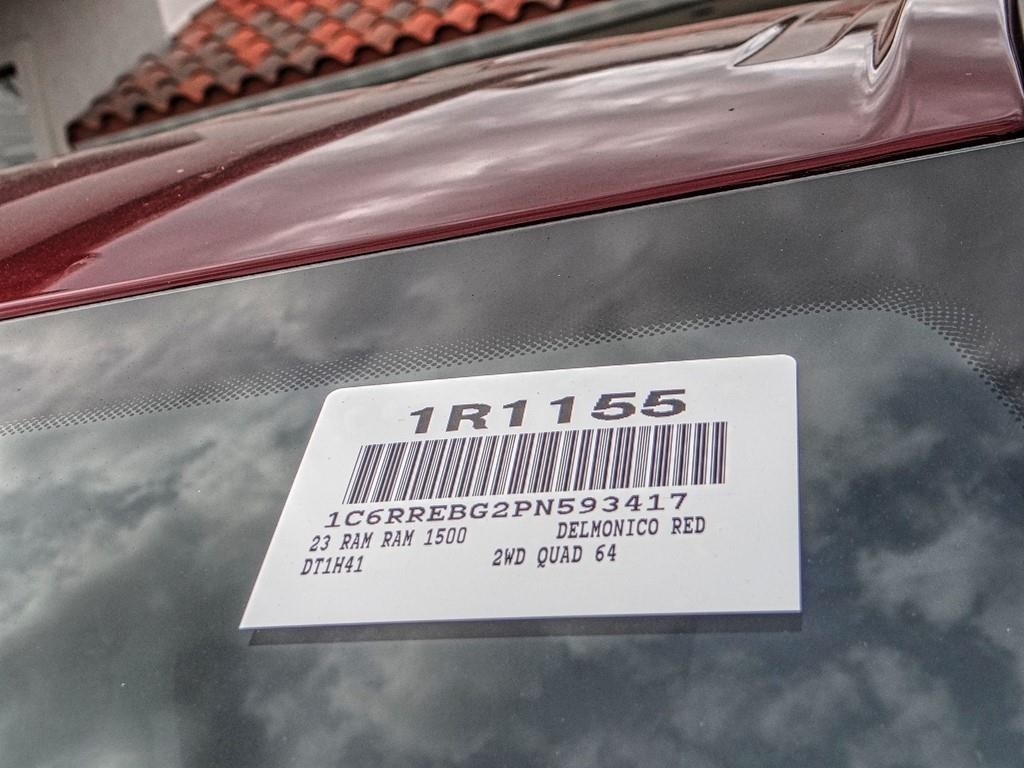 1R1155
1C6RREBG2PN593417
23 RAM RAM 1500 DELMONICO RED
DT1H41 2WD QUAD 64